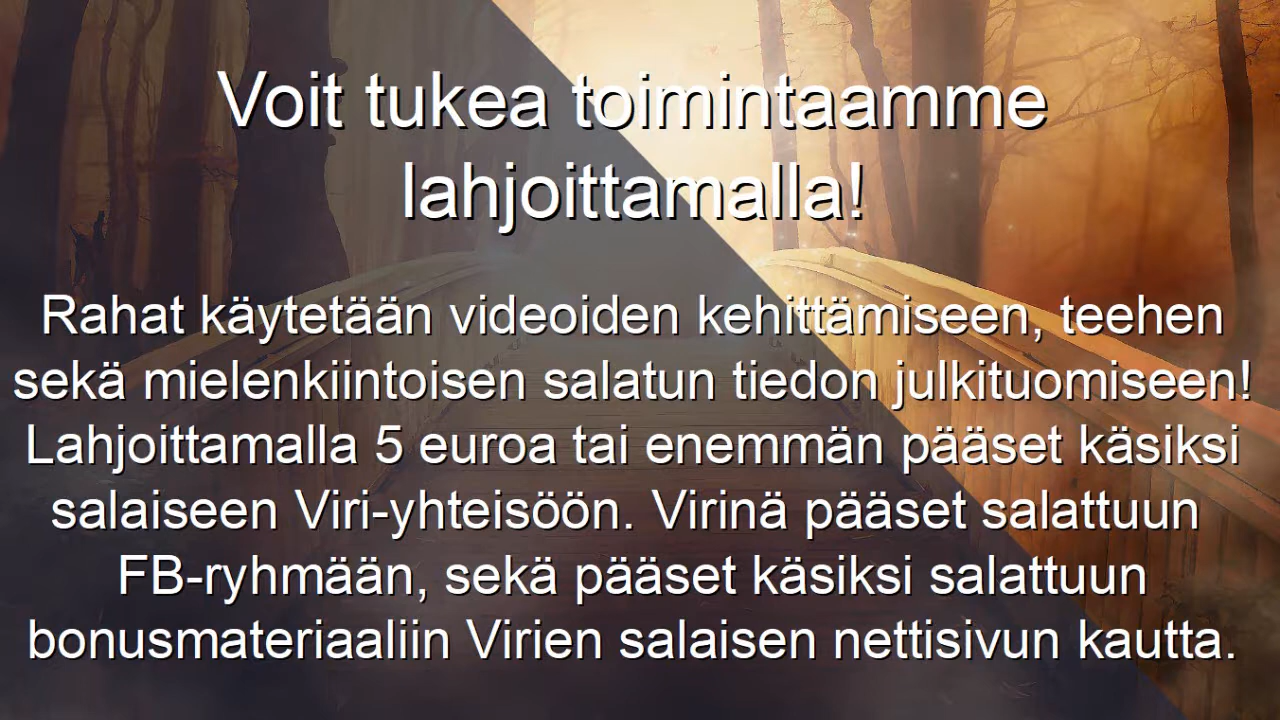 Voit tukea toimintaamme
lahjoittamalla!
Rahat käytetään videoiden kehittämiseen, teehen
sekä mielenkiintoisen salatun tiedon julkituomiseen!
Lahjoittamalla 5 euroa tai enemmän pääset käsiksi
salaiseen Viri-yhteisöön. Virinä pääset salattuun
FB-ryhmään, sekä pääset käsiksi salattuun
bonusmateriaaliin Virien salaisen nettisivun kautta.